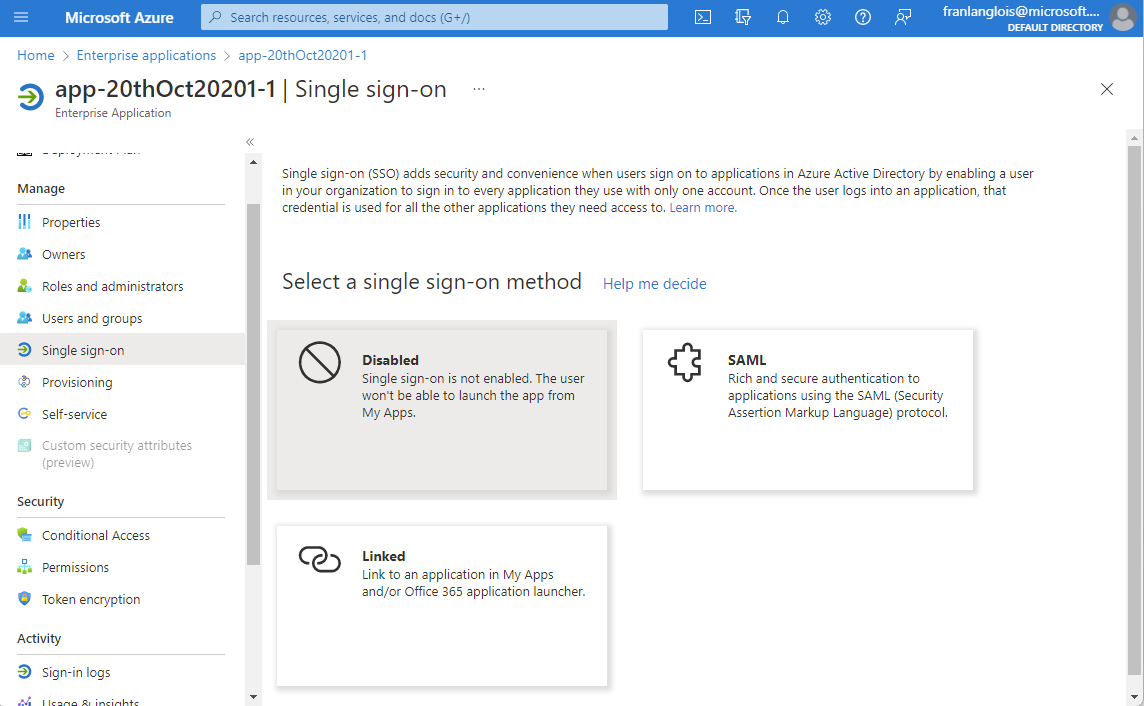 Microsoft Azure
Search resources, services, and docs (G+/)
franlanglois@microsoft....
DEFAULT DIRECTORY
Home > Enterprise applications > app-20thOct20201-1
app-20thOct20201-1 | Single sign-on ...
Enterprise Application
Manage
Properties
Owners
Roles and administrators
Users and groups
Single sign-on
Provisioning
Self-service
Custom security attributes
(preview)
Security
Conditional Access
Permissions
Token encryption
Activity
Sign-in logs
Usage & insights
Single sign-on (SSO) adds security and convenience when users sign on to applications in Azure Active Directory by enabling a user
in your organization to sign in to every application they use with only one account. Once the user logs into an application, that
credential is used for all the other applications they need access to. Learn more.
Select a single sign-on method Help me decide
Disabled
Single sign-on is not enabled. The user
won't be able to launch the app from
My Apps.
SAML
Rich and secure authentication to
applications using the SAML (Security
Assertion Markup Language) protocol.
Linked
Link to an application in My Apps
and/or Office 365 application launcher.